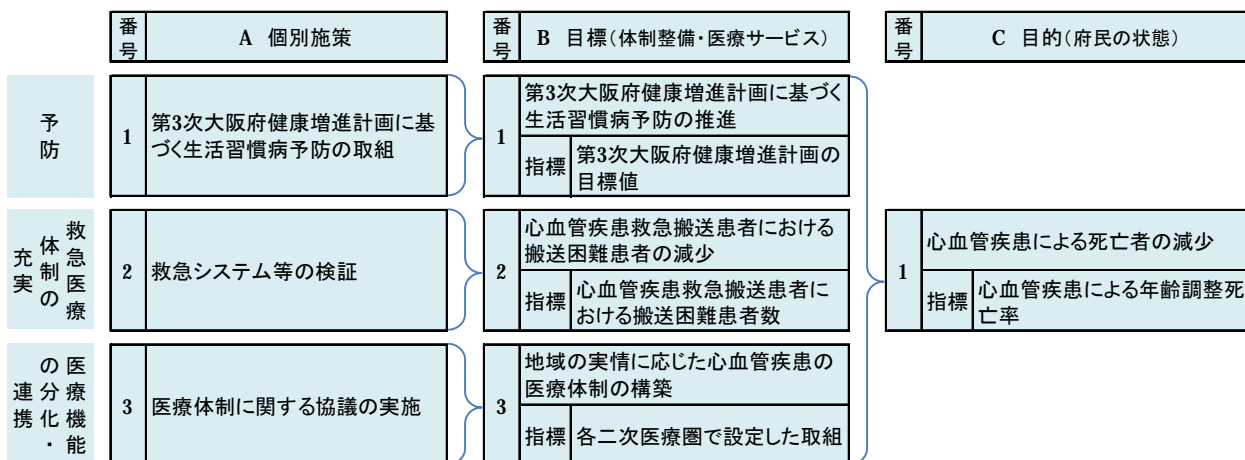 番号
A 個別施策
番号
B 目標(体制整備・医療サービス)
番号
C 目的(府民の状態)
予防
1
第3次大阪府健康増進計画に基
づく生活習慣病予防の取組
1
第3次大阪府健康増進計画に基づく
生活習慣病予防の推進
指標
第3次大阪府健康増進計画の
目標値
救急医療
体制の
充実
2
救急システム等の検証
2
心血管疾患救急搬送患者における
搬送困難患者の減少
指標
心血管疾患救急搬送患者に
おける搬送困難患者数
1
心血管疾患による死亡者の減少
指標
心血管疾患による年齢調整死
亡率
医療機能
の分化・
連携
3
医療体制に関する協議の実施
3
地域の実情に応じた心血管疾患の
医療体制の構築
指標
各二次医療圏で設定した取組